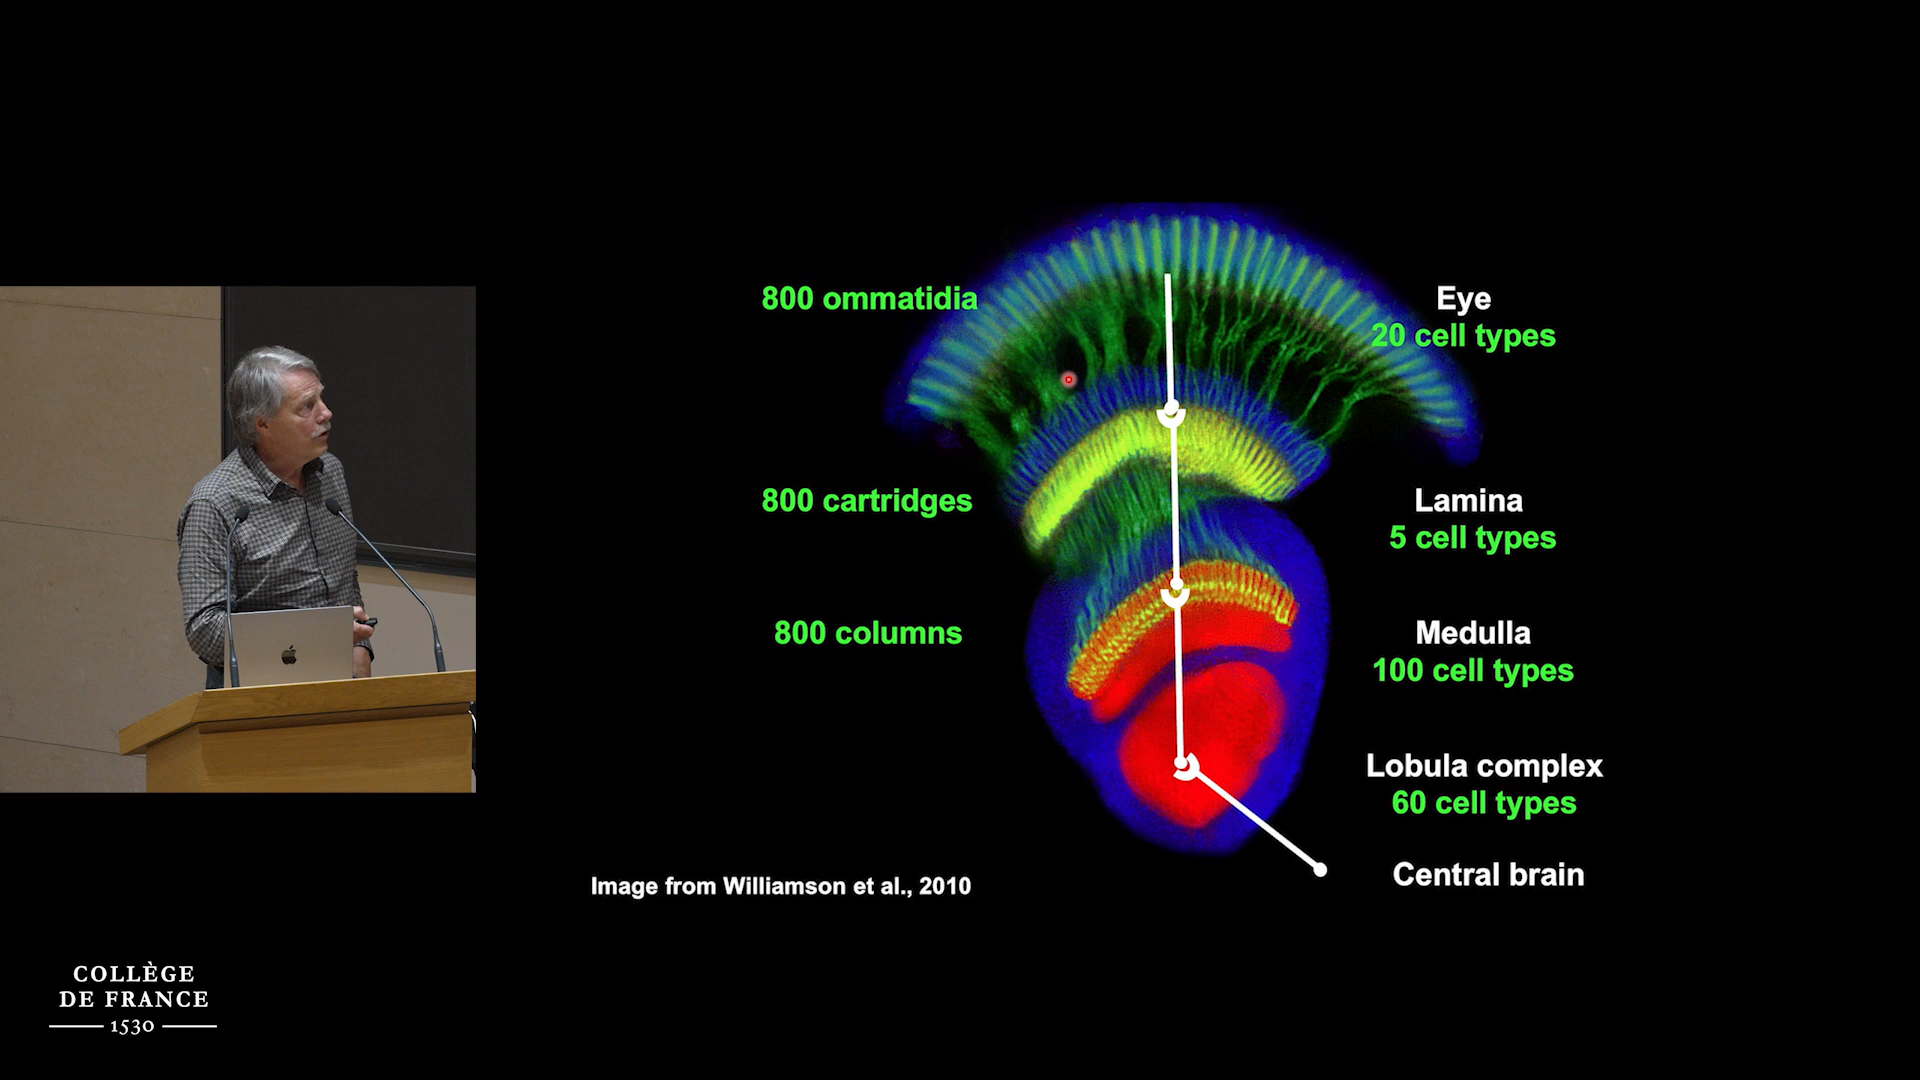 800 ommatidia
Eye
20 cell types
800 cartridges
Lamina
5 cell types
800 columns
Medulla
100 cell types
Lobula complex
60 cell types
Central brain
Image from Williamson et al., 2010
COLLÈGE
DE FRANCE
1530